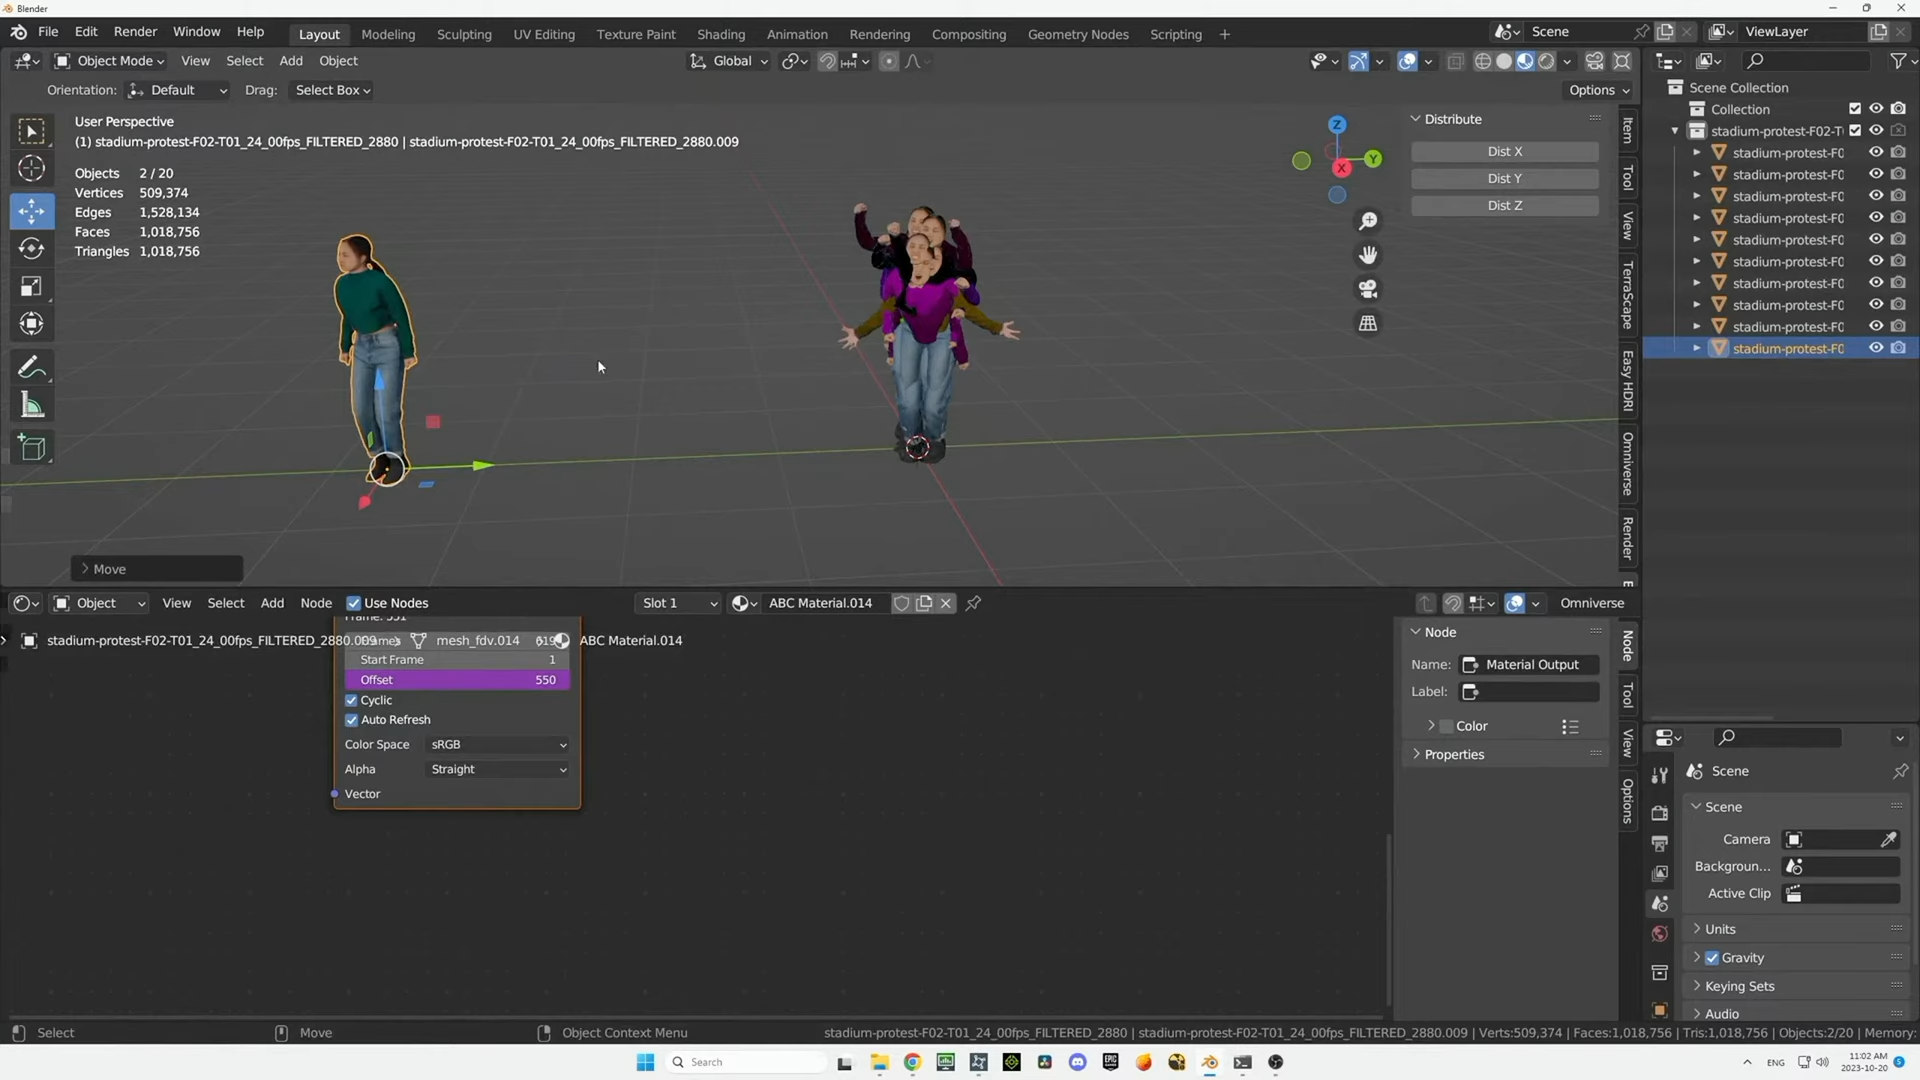 Blender
File Edit Render Window Help
Layout Modeling Sculpting UV Editing Texture Paint Shading Animation Rendering Compositing Geometry Nodes Scripting +
Scene
ViewLayer
Object Mode View Select Add Object
Global
Orientation: Default Drag: Select Box
Options
User Perspective
(1) stadium-protest-F02-T01_24_00fps_FILTERED_2880 | stadium-protest-F02-T01_24_00fps_FILTERED_2880.009
Objects 2 / 20
Vertices 509,374
Edges 1,528,134
Faces 1,018,756
Triangles 1,018,756
Z
Y
X
Distribute
Dist X
Dist Y
Dist Z
Item
Tool
View
TerraScape
Easy HDRI
Omniverse
Render
Scene Collection
Collection
stadium-protest-F02-T
stadium-protest-F0
stadium-protest-F0
stadium-protest-F0
stadium-protest-F0
stadium-protest-F0
stadium-protest-F0
stadium-protest-F0
stadium-protest-F0
stadium-protest-F0
stadium-protest-F0
Move
Object View Select Add Node Use Nodes
Slot 1
ABC Material.014
Omniverse
mesh_fdv.014
ABC Material.014
Start Frame 1
Offset 550
Cyclic
Auto Refresh
Color Space sRGB
Alpha Straight
Vector
Node
Name: Material Output
Label:
Color
Properties
Node
Tool
View
Options
Scene
Scene
Camera
Backgroun...
Active Clip
Units
Gravity
Keying Sets
Audio
Select
Move
Object Context Menu
stadium-protest-F02-T01_24_00fps_FILTERED_2880 | stadium-protest-F02-T01_24_00fps_FILTERED_2880.009 | Verts:509,374 | Faces:1,018,756 | Tris:1,018,756 | Objects:2/20 | Memory:
Search
EPIC
ENG
11:02 AM
2023-10-20
5